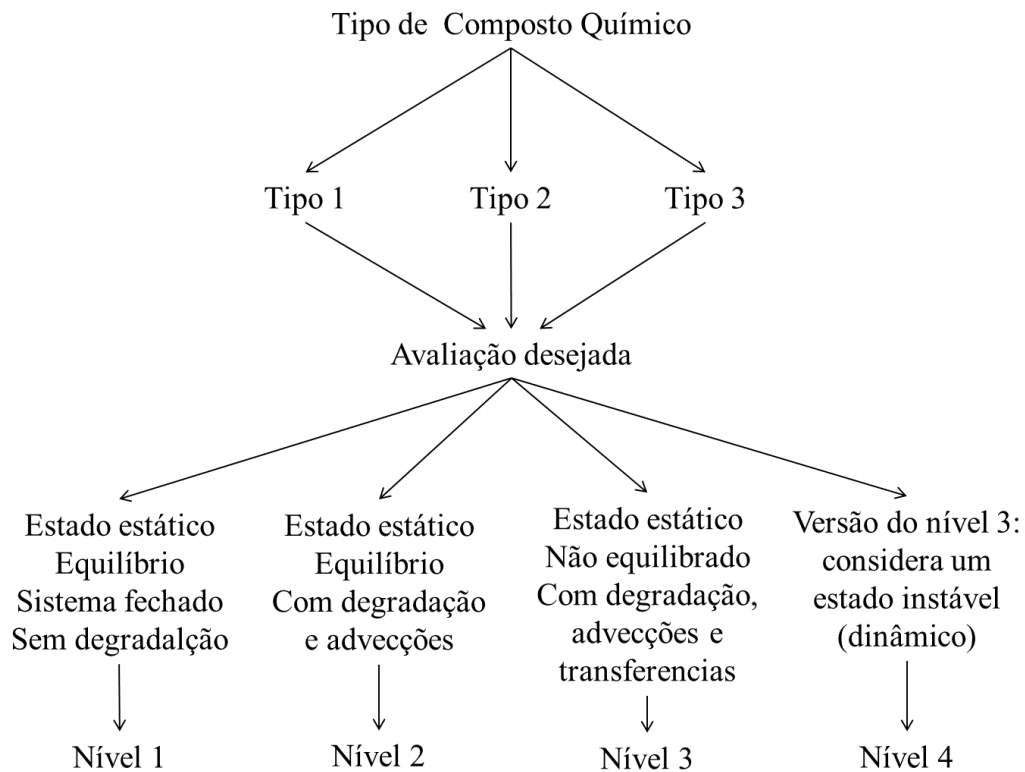 Tipo de Composto Químico
Tipo 1
Tipo 2
Tipo 3
Avaliação desejada
Estado estático
Equilíbrio
Sistema fechado
Sem degradalção
Estado estático
Equilíbrio
Com degradação
e advecções
Estado estático
Não equilibrado
Com degradação,
advecções e
transferencias
Versão do nível 3:
considera um
estado instável
(dinâmico)
Nível 1
Nível 2
Nível 3
Nível 4